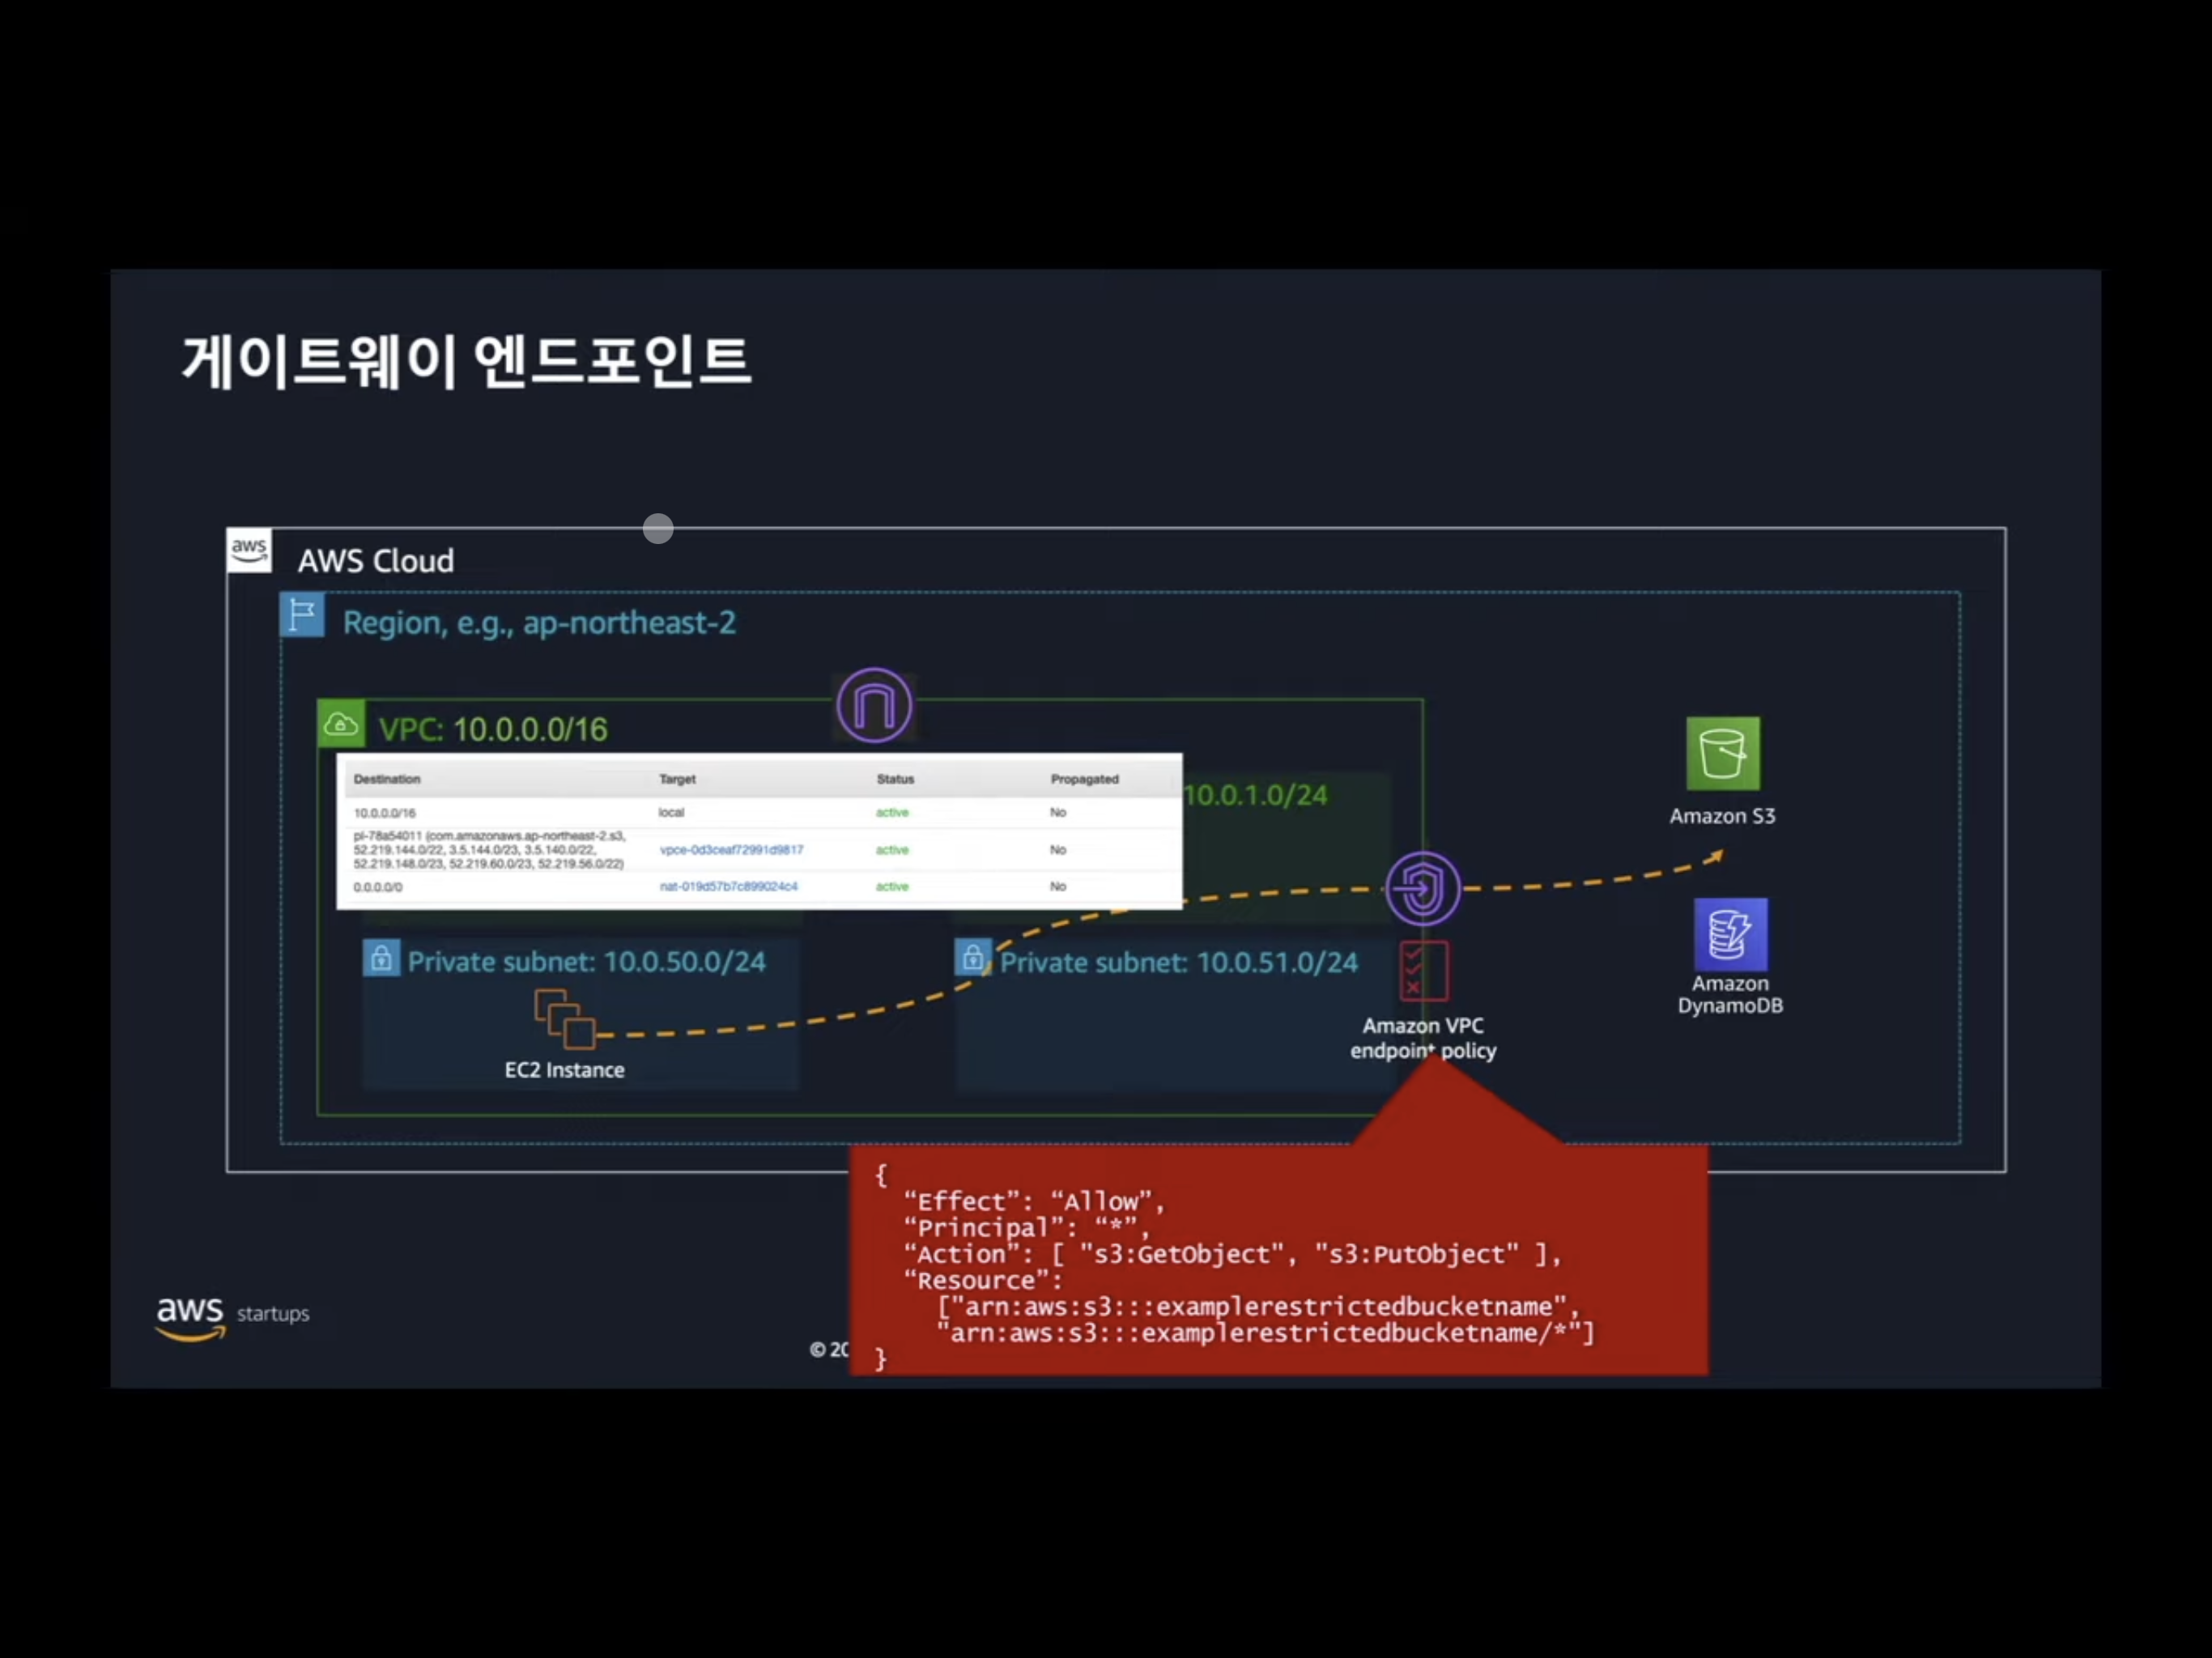 게이트웨이 엔드포인트
aws
AWS Cloud
Region, e.g., ap-northeast-2
VPC: 10.0.0.0/16
Destination Target Status Propagated
10.0.0.0/16 local active No
pl-78a54011 (com.amazonaws.ap-northeast-2.s3,
52.219.144.0/22, 3.5.144.0/23, 3.5.140.0/22,
52.219.148.0/23, 52.219.60.0/23, 52.219.56.0/22)
vpce-0d3ceaf72991d9817 active No
0.0.0.0/0 nat-019d57b7c899024c4 active No
10.0.1.0/24
Amazon S3
Private subnet: 10.0.50.0/24
Private subnet: 10.0.51.0/24
Amazon
DynamoDB
EC2 Instance
Amazon VPC
endpoint policy
{
“Effect”: “Allow”,
“Principal”: “*”,
“Action”: [ "s3:GetObject", "s3:PutObject" ],
“Resource”:
["arn:aws:s3:::examplerestrictedbucketname",
"arn:aws:s3:::examplerestrictedbucketname/*"]
}
aws startups
© 20